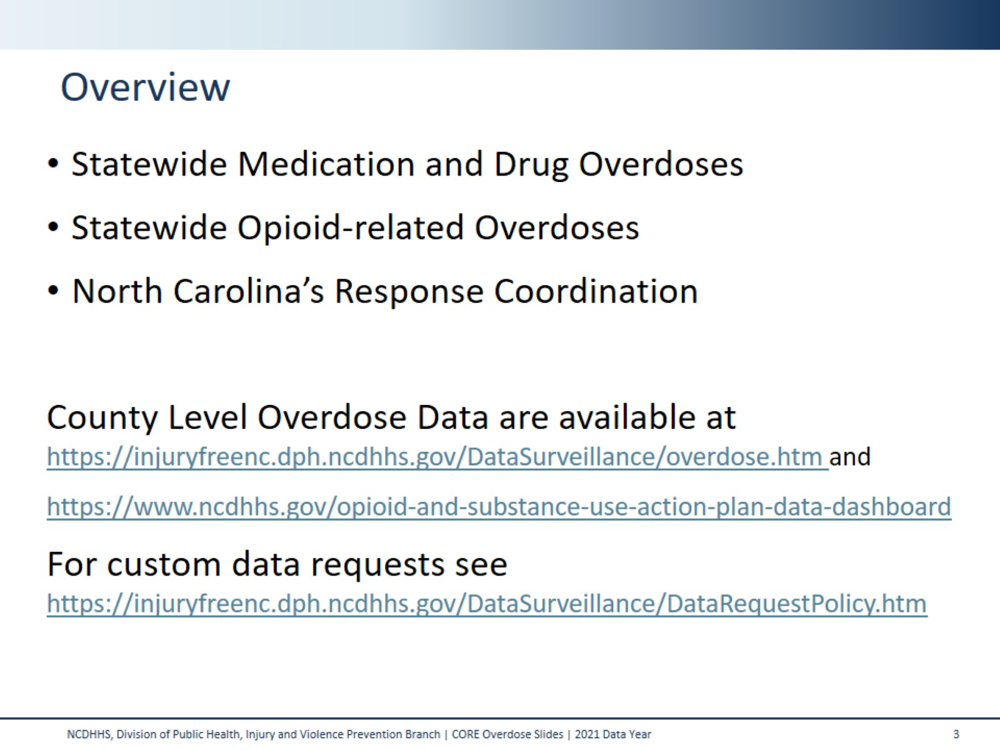 Overview
• Statewide Medication and Drug Overdoses
• Statewide Opioid-related Overdoses
• North Carolina’s Response Coordination
County Level Overdose Data are available at
https://injuryfreenc.dph.ncdhhs.gov/DataSurveillance/overdose.htm and
https://www.ncdhhs.gov/opioid-and-substance-use-action-plan-data-dashboard
For custom data requests see
https://injuryfreenc.dph.ncdhhs.gov/DataSurveillance/DataRequestPolicy.htm
NCDHHS, Division of Public Health, Injury and Violence Prevention Branch | CORE Overdose Slides | 2021 Data Year 3